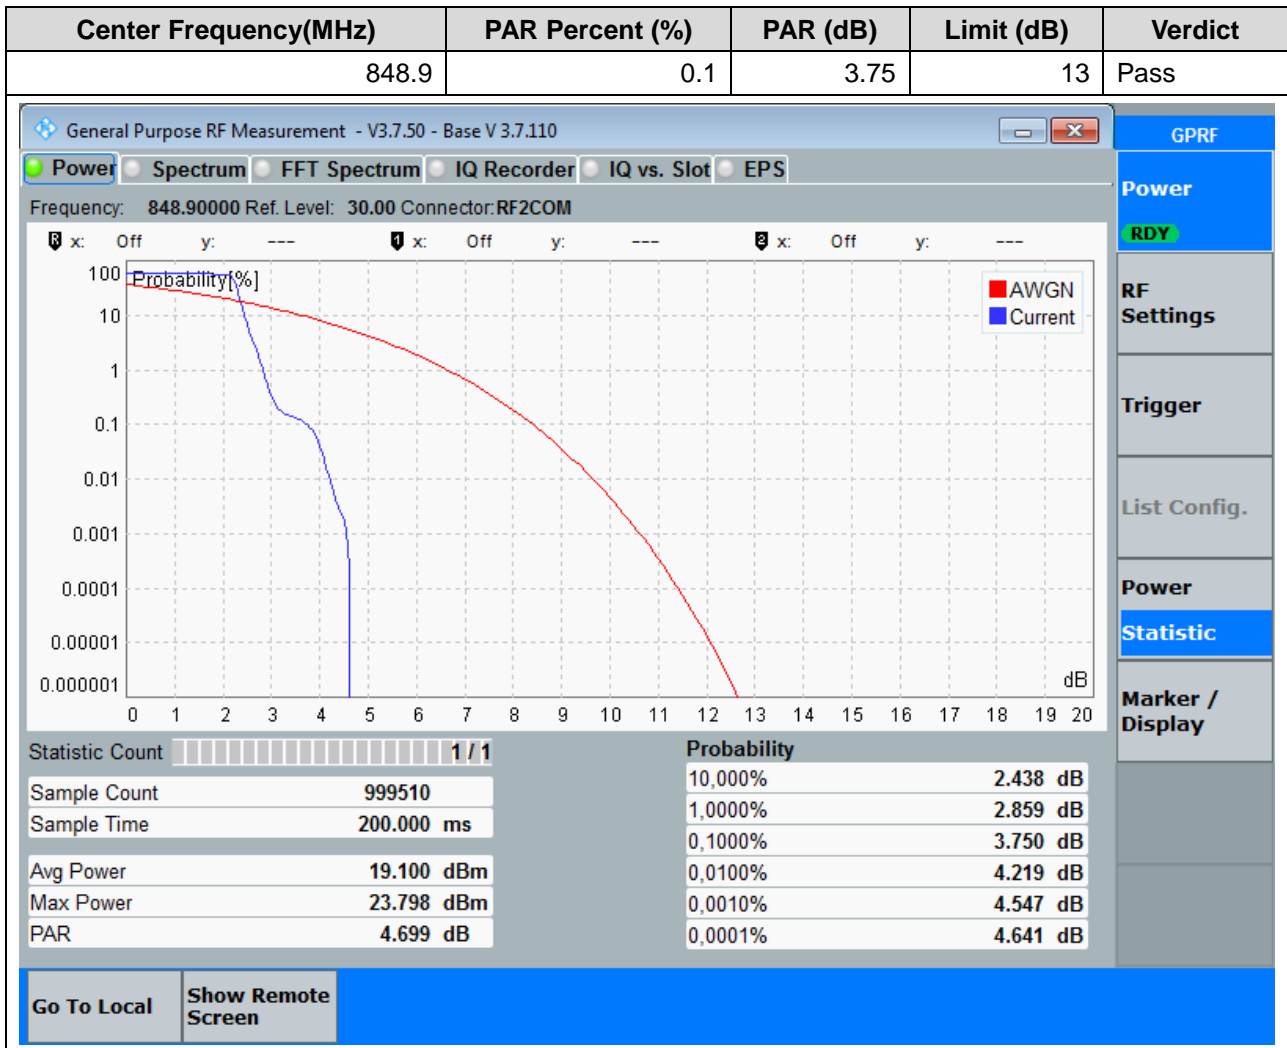 Center Frequency(MHz) PAR Percent (%) PAR (dB) Limit (dB) Verdict
848.9 0.1 3.75 13 Pass
General Purpose RF Measurement - V3.7.50 - Base V 3.7.110
GPRF
Power Spectrum FFT Spectrum IQ Recorder IQ vs. Slot EPS
Frequency: 848.90000 Ref. Level: 30.00 Connector: RF2COM
R x: Off y: --- 1 x: Off y: --- 2 x: Off y: ---
Probability[%]
100
10
1
0.1
0.01
0.001
0.0001
0.00001
0.000001
AWGN
Current
dB
0 1 2 3 4 5 6 7 8 9 10 11 12 13 14 15 16 17 18 19 20
Statistic Count 1 / 1
Sample Count 999510
Sample Time 200.000 ms
Avg Power 19.100 dBm
Max Power 23.798 dBm
PAR 4.699 dB
Probability
10,000% 2.438 dB
1,0000% 2.859 dB
0,1000% 3.750 dB
0,0100% 4.219 dB
0,0010% 4.547 dB
0,0001% 4.641 dB
Power
RDY
RF
Settings
Trigger
List Config.
Power
Statistic
Marker /
Display
Go To Local
Show Remote
Screen